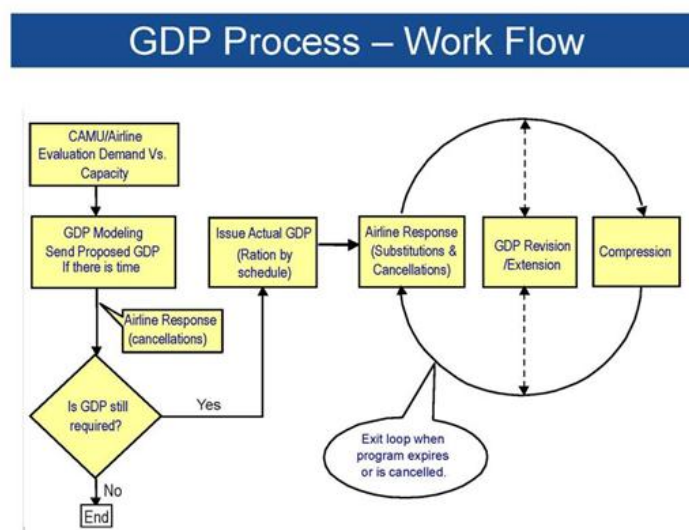 GDP Process – Work Flow
CAMU/Airline
Evaluation Demand Vs.
Capacity
GDP Modeling
Send Proposed GDP
If there is time
Airline Response
(cancellations)
Is GDP still
required?
Yes
No
End
Issue Actual GDP
(Ration by
schedule)
Airline Response
(Substitutions &
Cancellations)
GDP Revision
/Extension
Compression
Exit loop when
program expires
or is cancelled.